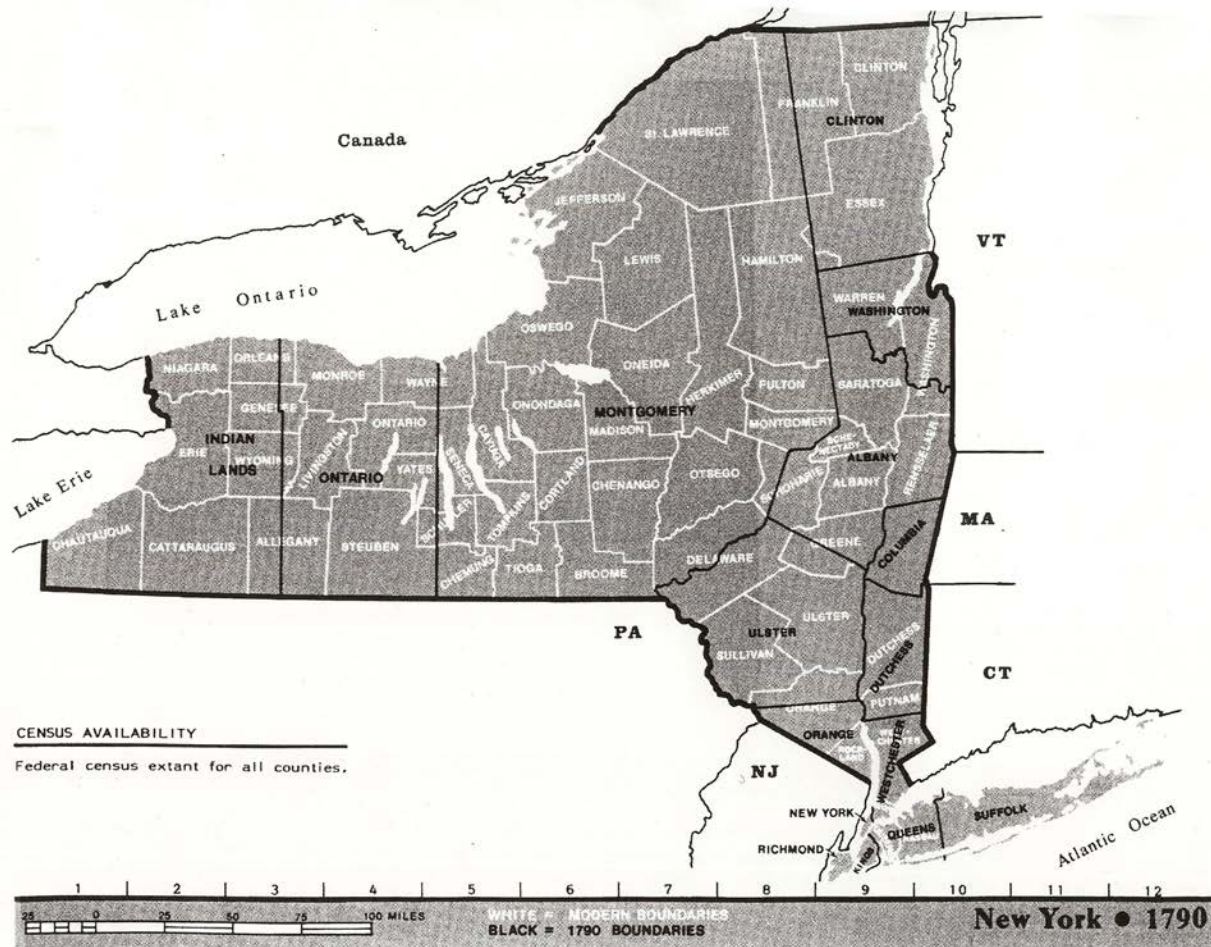 CLINTON
FRANKLIN
CLINTON
ST. LAWRENCE
Canada
JEFFERSON
ESSEX
VT
LEWIS
HAMILTON
Lake Ontario
WARREN
WASHINGTON
WASHINGTON
OSWEGO
ONEIDA
NIAGARA
ORLEANS
MONROE
WAYNE
HERKIMER
FULTON
SARATOGA
GENESEE
ONONDAGA
MONTGOMERY
MONTGOMERY
ONTARIO
MADISON
SCHE-
NECTADY
RENSSELAER
INDIAN
LANDS
ERIE
WYOMING
LIVINGSTON
ONTARIO
YATES
SENECA
CAYUGA
CORTLAND
CHENANGO
OTSEGO
SCHOHARIE
ALBANY
ALBANY
Lake Erie
SCHUYLER
TOMPKINS
MA
COLUMBIA
CHAUTAUQUA
CATTARAUGUS
ALLEGANY
STEUBEN
CHEMUNG
TIOGA
BROOME
DELAWARE
GREENE
PA
ULSTER
ULSTER
SULLIVAN
DUTCHESS
DUTCHESS
CT
PUTNAM
ORANGE
ORANGE
ROCK-
LAND
WEST-
CHESTER
WESTCHESTER
CENSUS AVAILABILITY
Federal census extant for all counties.
NJ
NEW YORK
RICHMOND
KINGS
QUEENS
SUFFOLK
Atlantic Ocean
1 2 3 4 5 6 7 8 9 10 11 12
25 0 25 50 75 100 MILES
WHITE = MODERN BOUNDARIES
BLACK = 1790 BOUNDARIES
New York ● 1790